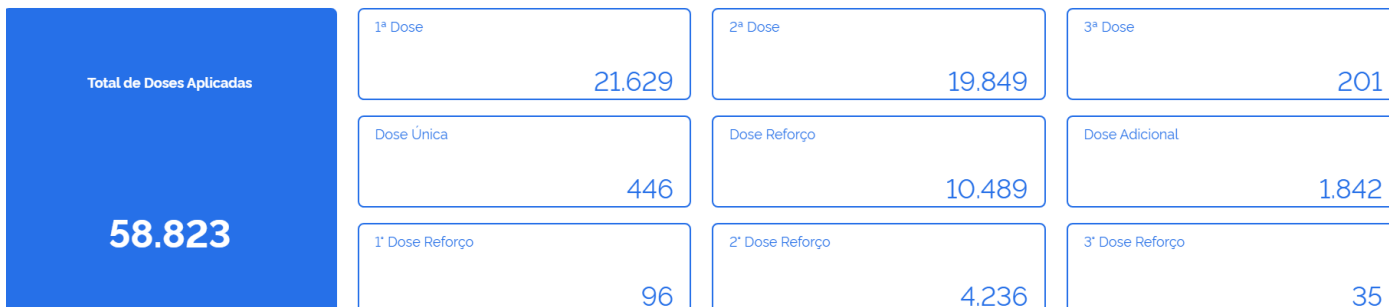 Total de Doses Aplicadas
58.823
1ª Dose
21.629
2ª Dose
19.849
3ª Dose
201
Dose Única
446
Dose Reforço
10.489
Dose Adicional
1.842
1° Dose Reforço
96
2° Dose Reforço
4.236
3° Dose Reforço
35